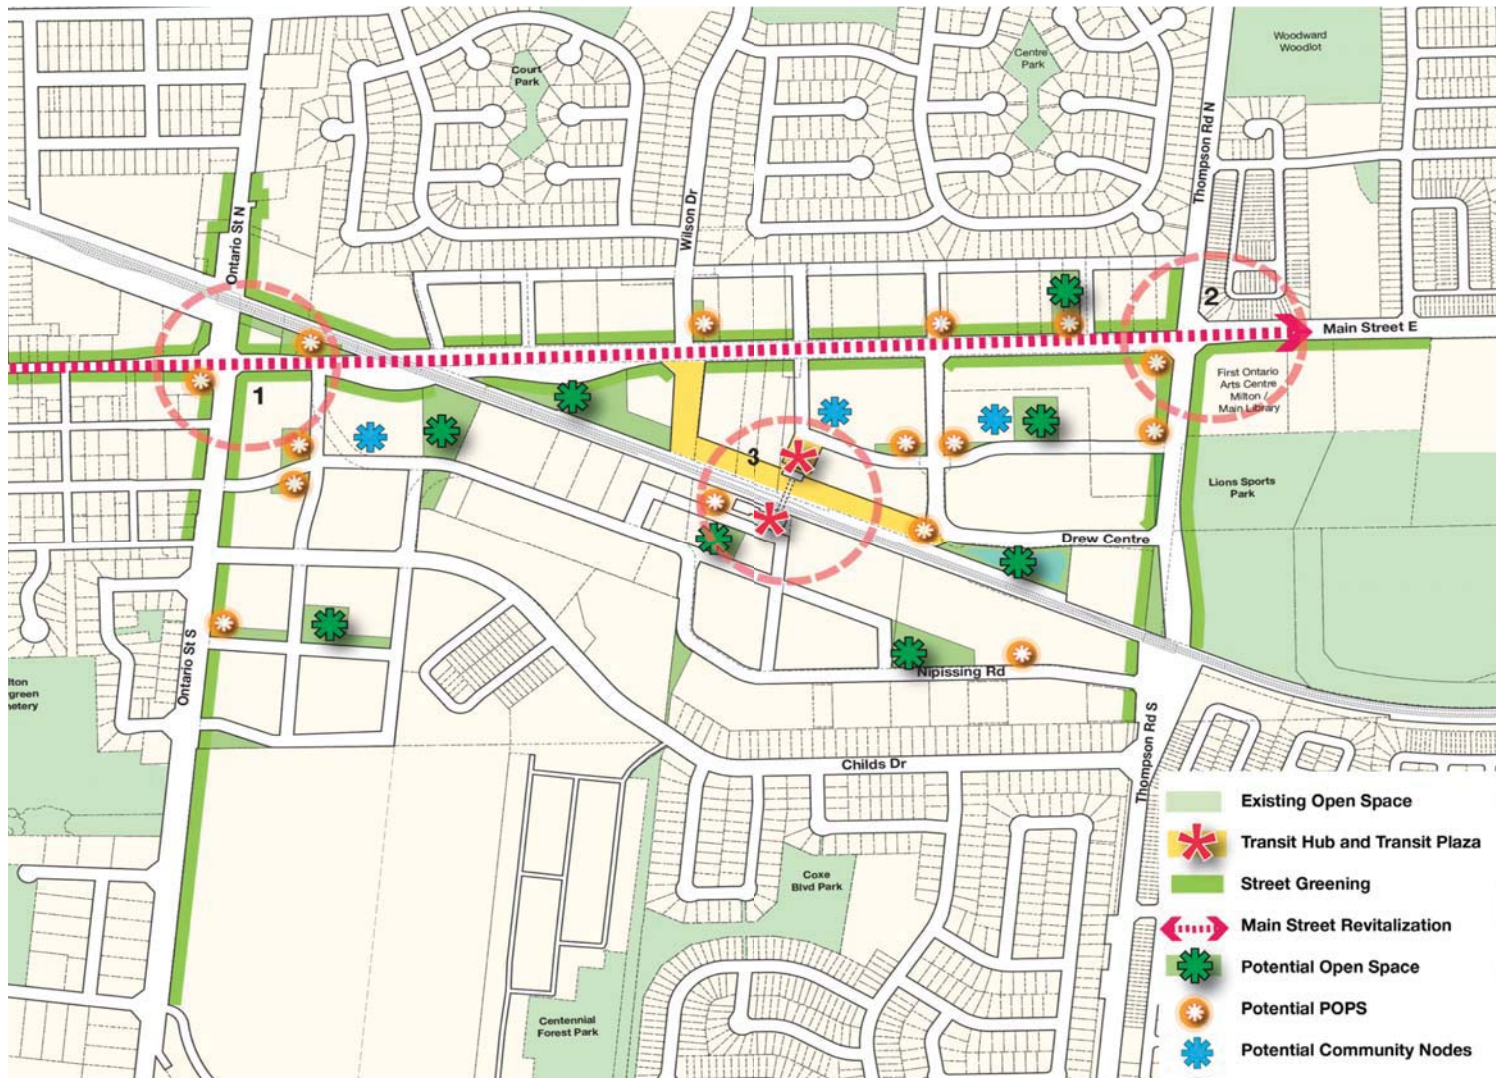 Woodward
Woodlot
Centre
Park
Court
Park
Thompson Rd N
Wilson Dr
Ontario St N
2
Main Street E
1
First Ontario
Arts Centre
Milton /
Main Library
3
Lions Sports
Park
Drew Centre
Nipissing Rd
Ontario St S
lton
rgreen
netery
Thompson Rd S
Childs Dr
Coxe
Blvd Park
Centennial
Forest Park
Existing Open Space
Transit Hub and Transit Plaza
Street Greening
Main Street Revitalization
Potential Open Space
Potential POPS
Potential Community Nodes